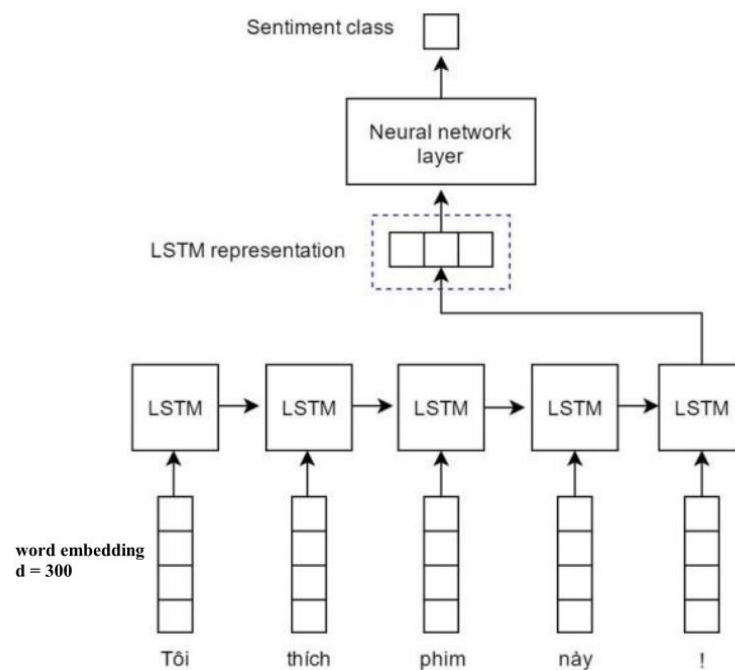 Sentiment class
Neural network
layer
LSTM representation
LSTM LSTM LSTM LSTM LSTM
word embedding
d = 300
Tôi thích phim này !